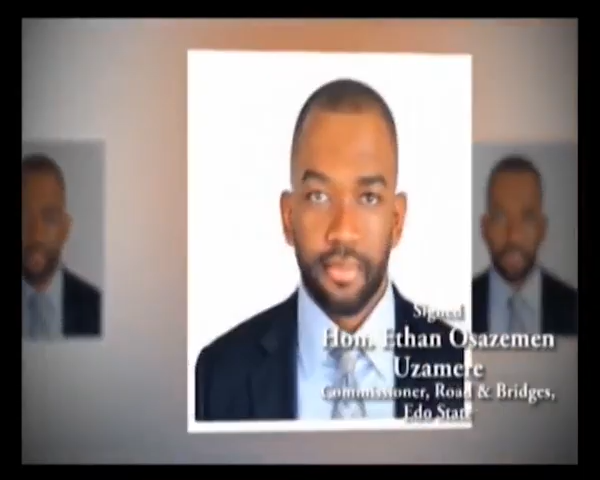 Signed
Hon. Ethan Osazemen
Uzamere
Commissioner, Road & Bridges,
Edo State